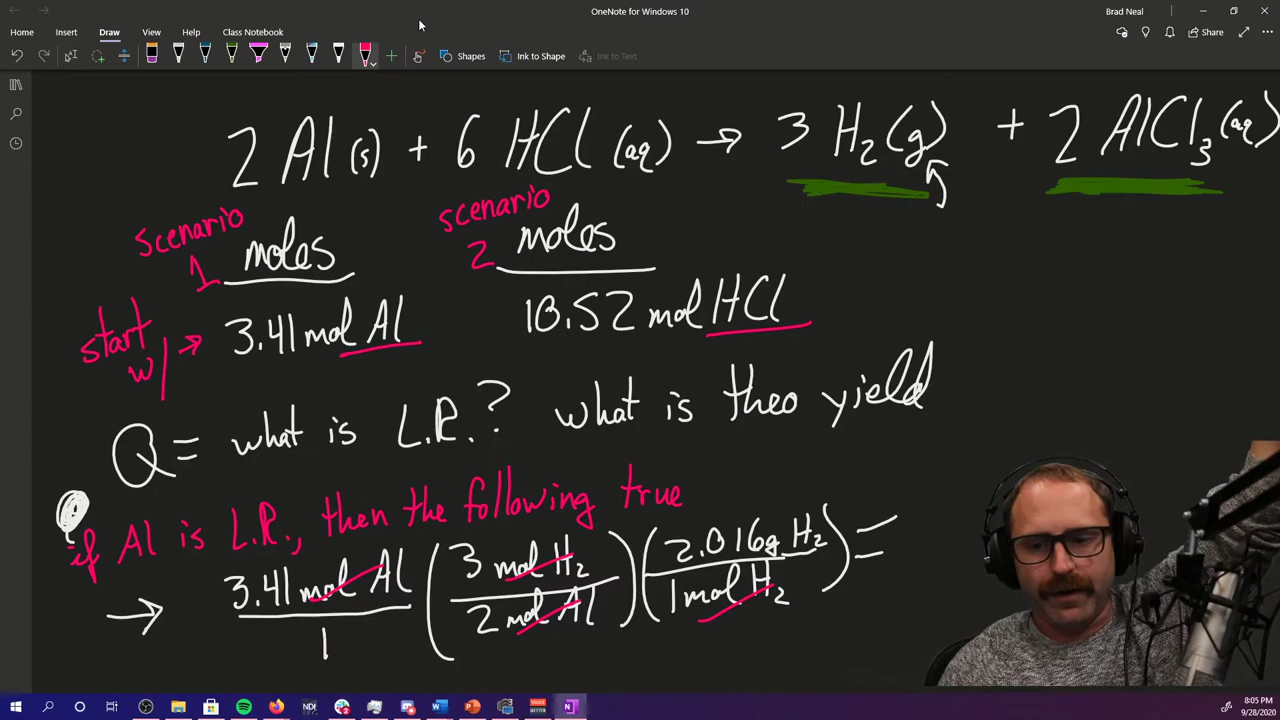 OneNote for Windows 10
Brad Neal
Home Insert Draw View Help Class Notebook
Share
Shapes Ink to Shape Ink to Text
2 Al(s) + 6 HCl (aq) → 3 H₂(g) + 2 AlCl₃(aq)
scenario 1 moles
scenario 2 moles
start w/ → 3.41 mol Al
10.52 mol HCl
Q= what is L.R.? what is theo yield
if Al is L.R., then the following true
→ 3.41 mol Al / 1 (3 mol H₂ / 2 mol Al) (2.016g H₂ / 1 mol H₂) =
8:05 PM
9/28/2020